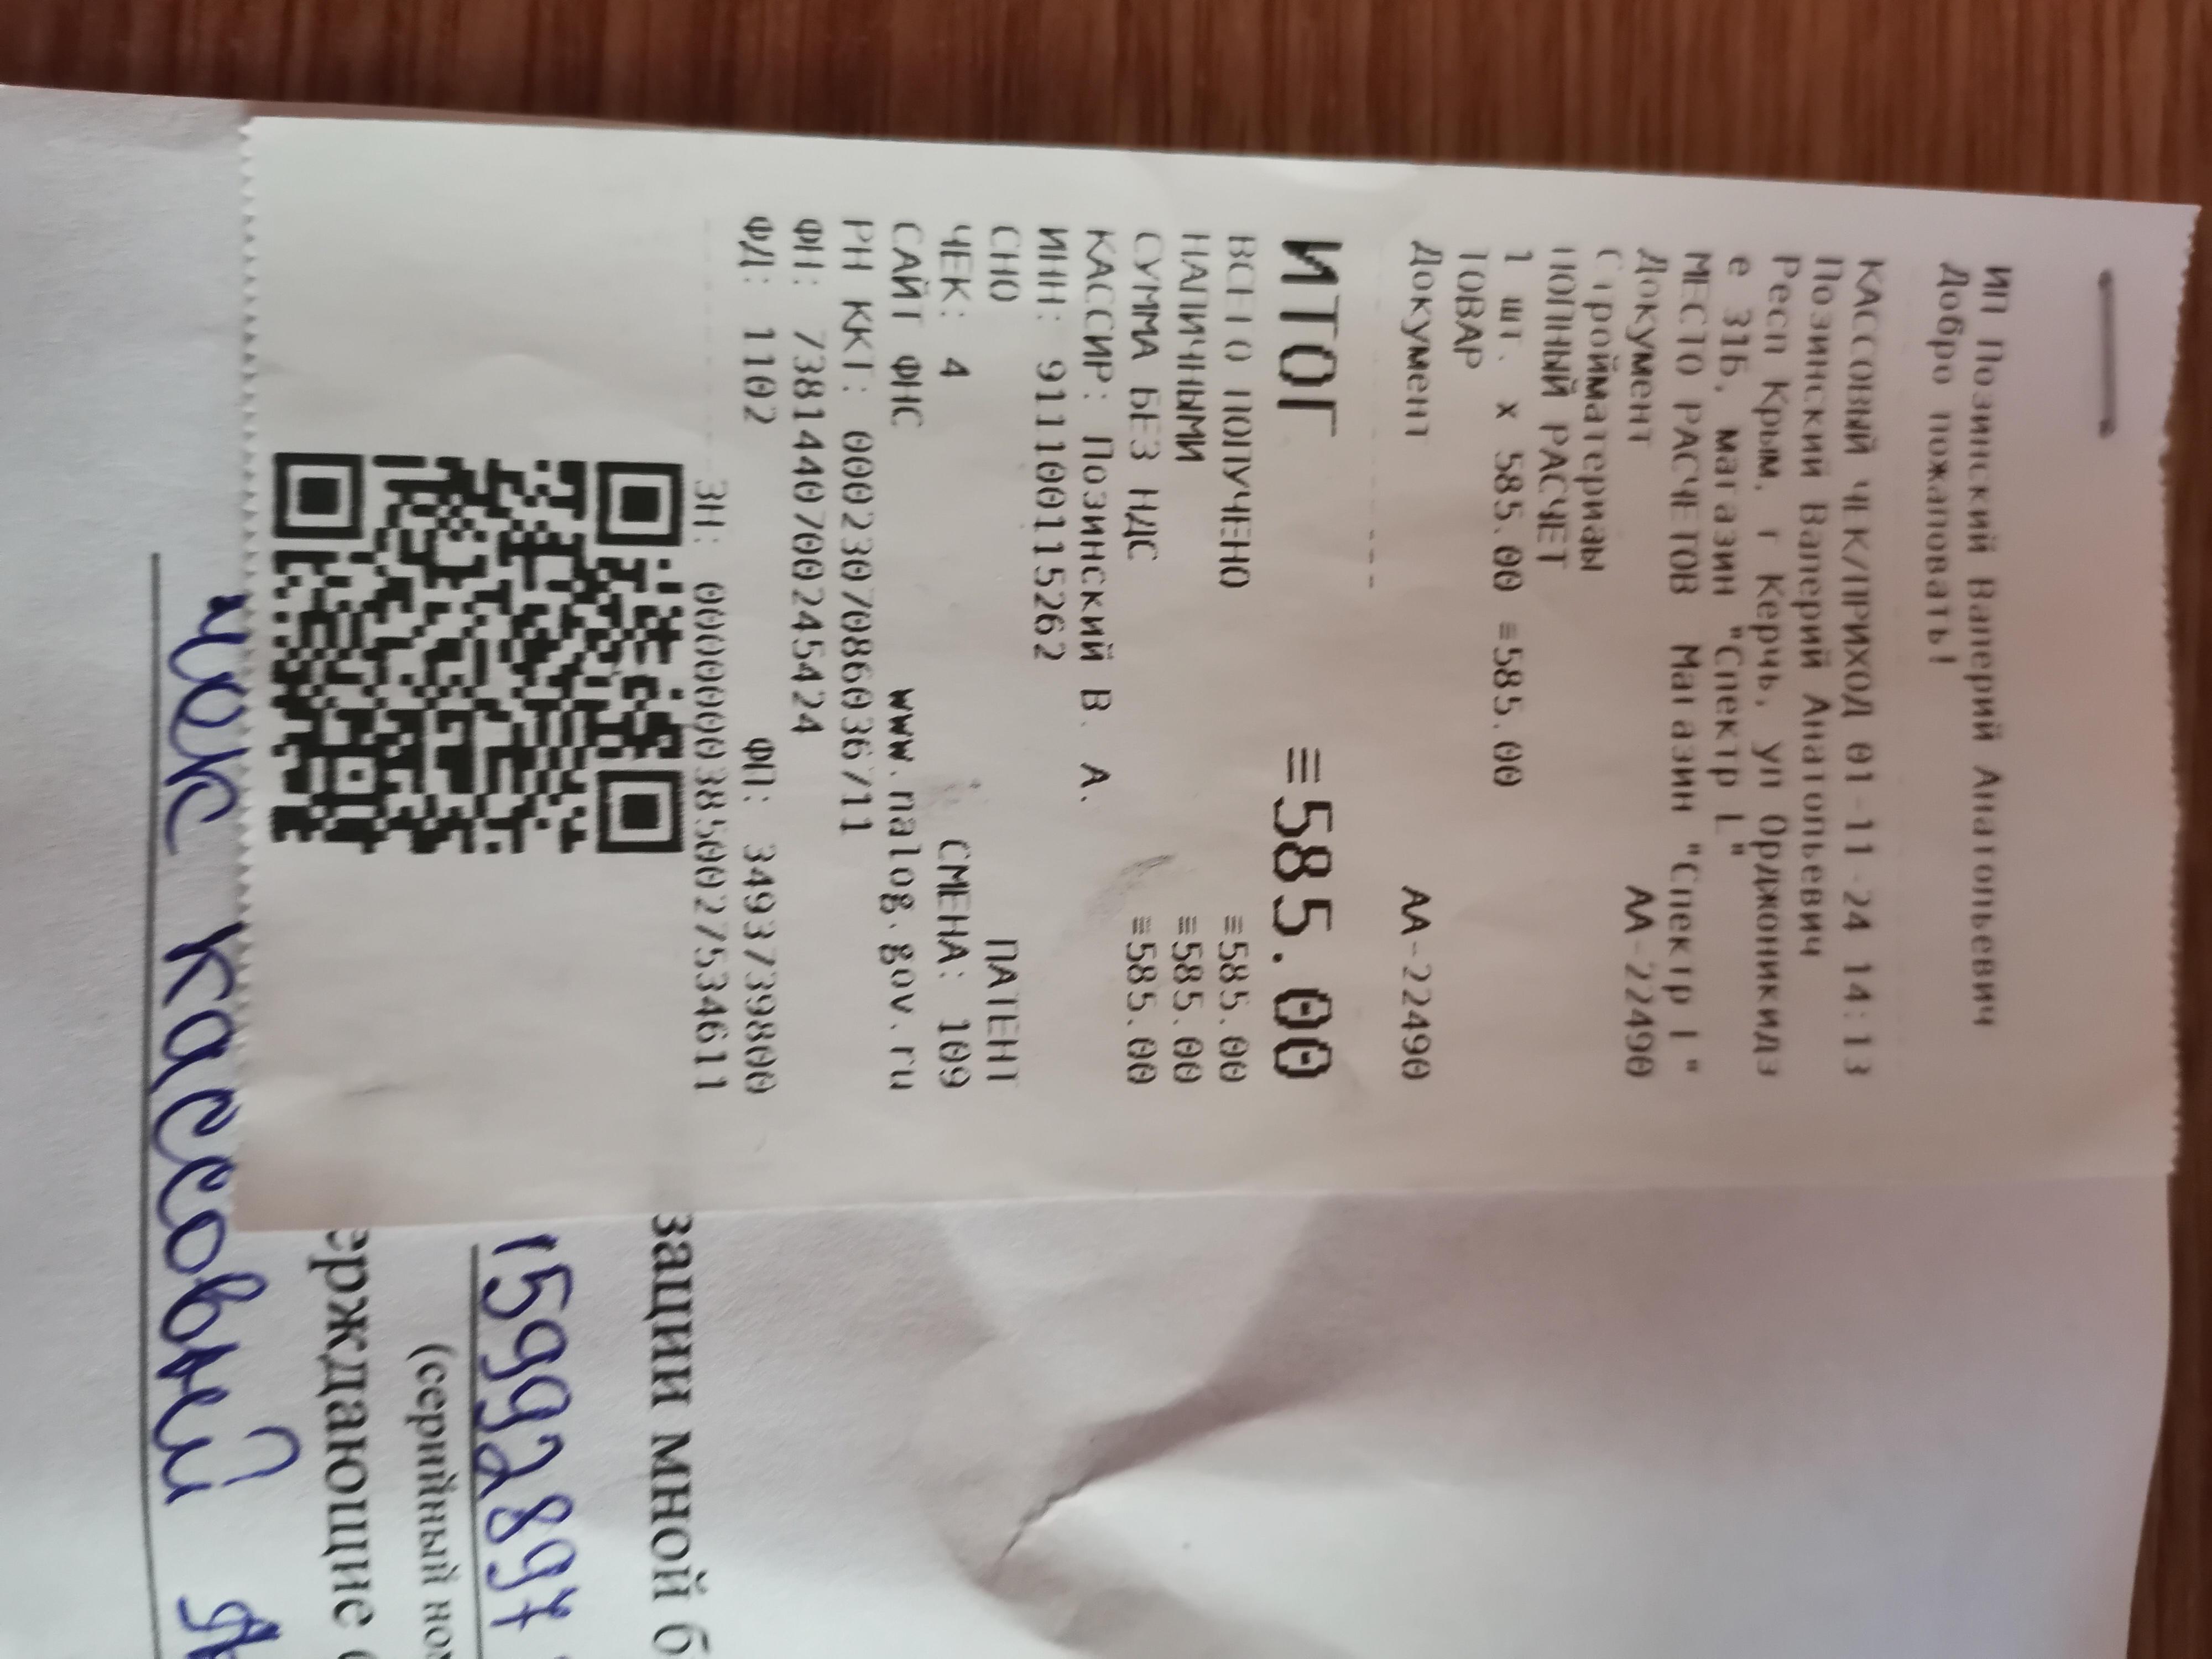 ИП Позинский Валерий Анатольевич
Добро пожаловать!
КАССОВЫЙ ЧЕК/ПРИХОД 01-11-24 14:13
Позинский Валерий Анатольевич
Респ Крым, г Керчь, ул Орджоникидз
е 31Б, магазин "Спектр L"
МЕСТО РАСЧЕТОВ Магазин "Спектр L"
Документ АА-22490
Стройматериаы
ПОЛНЫЙ РАСЧЕТ
1 шт. х 585.00 ≡585.00
ТОВАР
Документ АА-22490
ИТОГ ≡585.00
ВСЕГО ПОЛУЧЕНО ≡585.00
НАЛИЧНЫМИ ≡585.00
СУММА БЕЗ НДС ≡585.00
КАССИР: Позинский В. А.
ИНН: 911100115262
СНО ПАТЕНТ
ЧЕК: 4 СМЕНА: 109
САЙТ ФНС www.nalog.gov.ru
РН ККТ: 0002307086036711
ФН: 7381440700245424
ФД: 1102 ФП: 3493739800
ЗН: 00000003850027534611
зации мной б
15992897
(серийный ном
ерждающие
чек кассовый